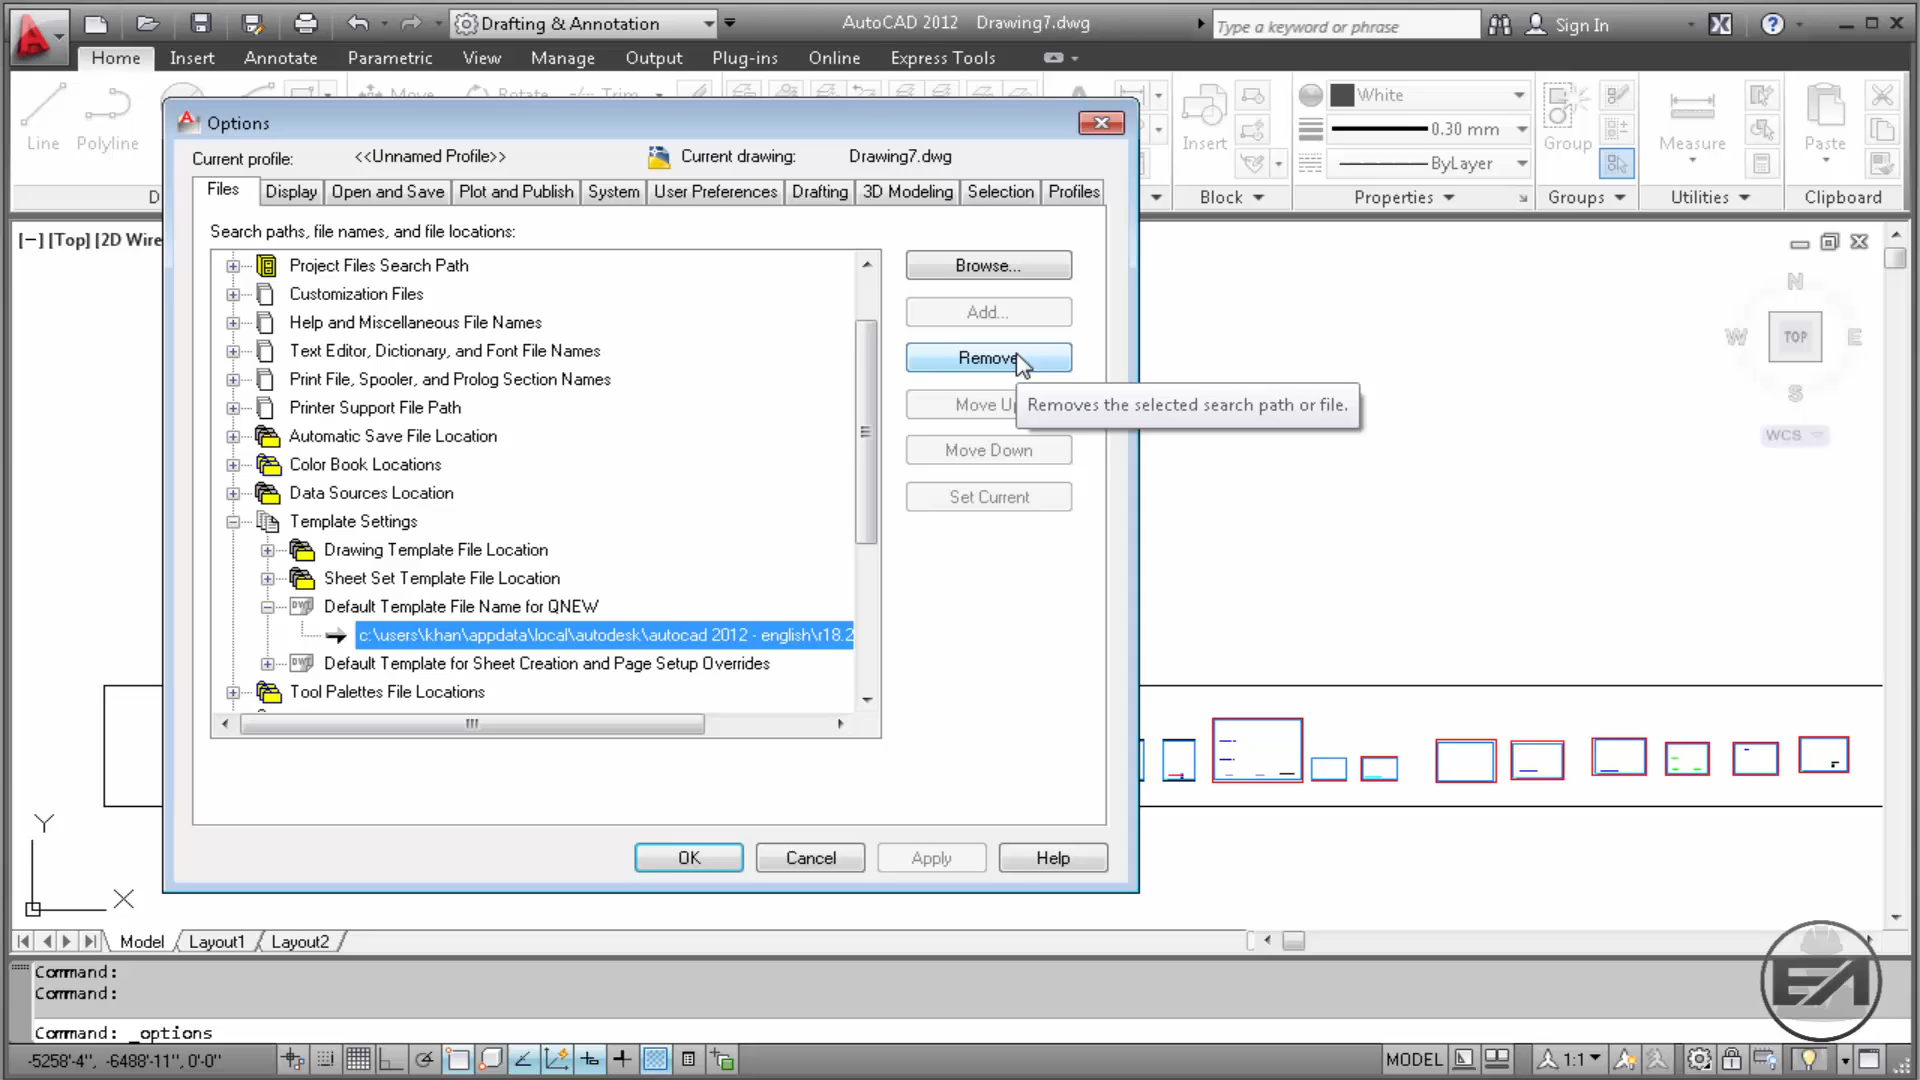 Drafting & Annotation
AutoCAD 2012 Drawing7.dwg
Type a keyword or phrase
Sign In
Home Insert Annotate Parametric View Manage Output Plug-ins Online Express Tools
Line
Polyline
Move
Rotate
Trim
Insert
White
0.30 mm
ByLayer
Group
Measure
Paste
D
Block
Properties
Groups
Utilities
Clipboard
Options
Current profile: <<Unnamed Profile>> Current drawing: Drawing7.dwg
Files Display Open and Save Plot and Publish System User Preferences Drafting 3D Modeling Selection Profiles
Search paths, file names, and file locations:
Project Files Search Path
Customization Files
Help and Miscellaneous File Names
Text Editor, Dictionary, and Font File Names
Print File, Spooler, and Prolog Section Names
Printer Support File Path
Automatic Save File Location
Color Book Locations
Data Sources Location
Template Settings
Drawing Template File Location
Sheet Set Template File Location
Default Template File Name for QNEW
c:\users\khan\appdata\local\autodesk\autocad 2012 - english\r18.2
Default Template for Sheet Creation and Page Setup Overrides
Tool Palettes File Locations
Browse...
Add...
Remove
Move Up
Removes the selected search path or file.
Move Down
Set Current
OK Cancel Apply Help
[−] [Top] [2D Wire
N
W TOP E
S
WCS
Y
X
Model Layout1 Layout2
Command:
Command:
Command: _options
-5258'-4", -6488'-11", 0'-0"
MODEL
1:1
EA